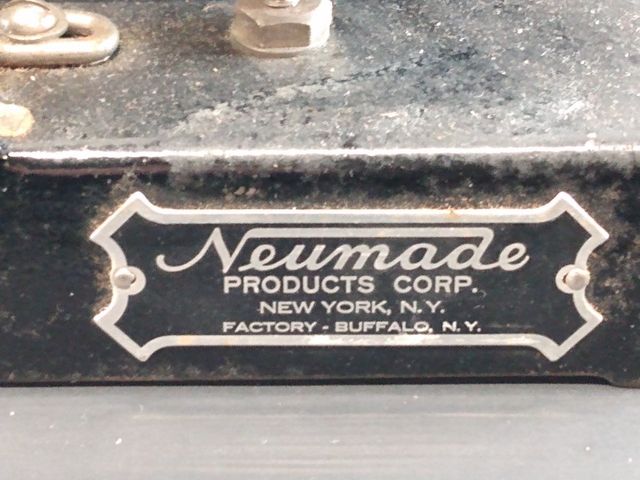 Neumade
PRODUCTS CORP.
NEW YORK, N.Y.
FACTORY - BUFFALO, N.Y.